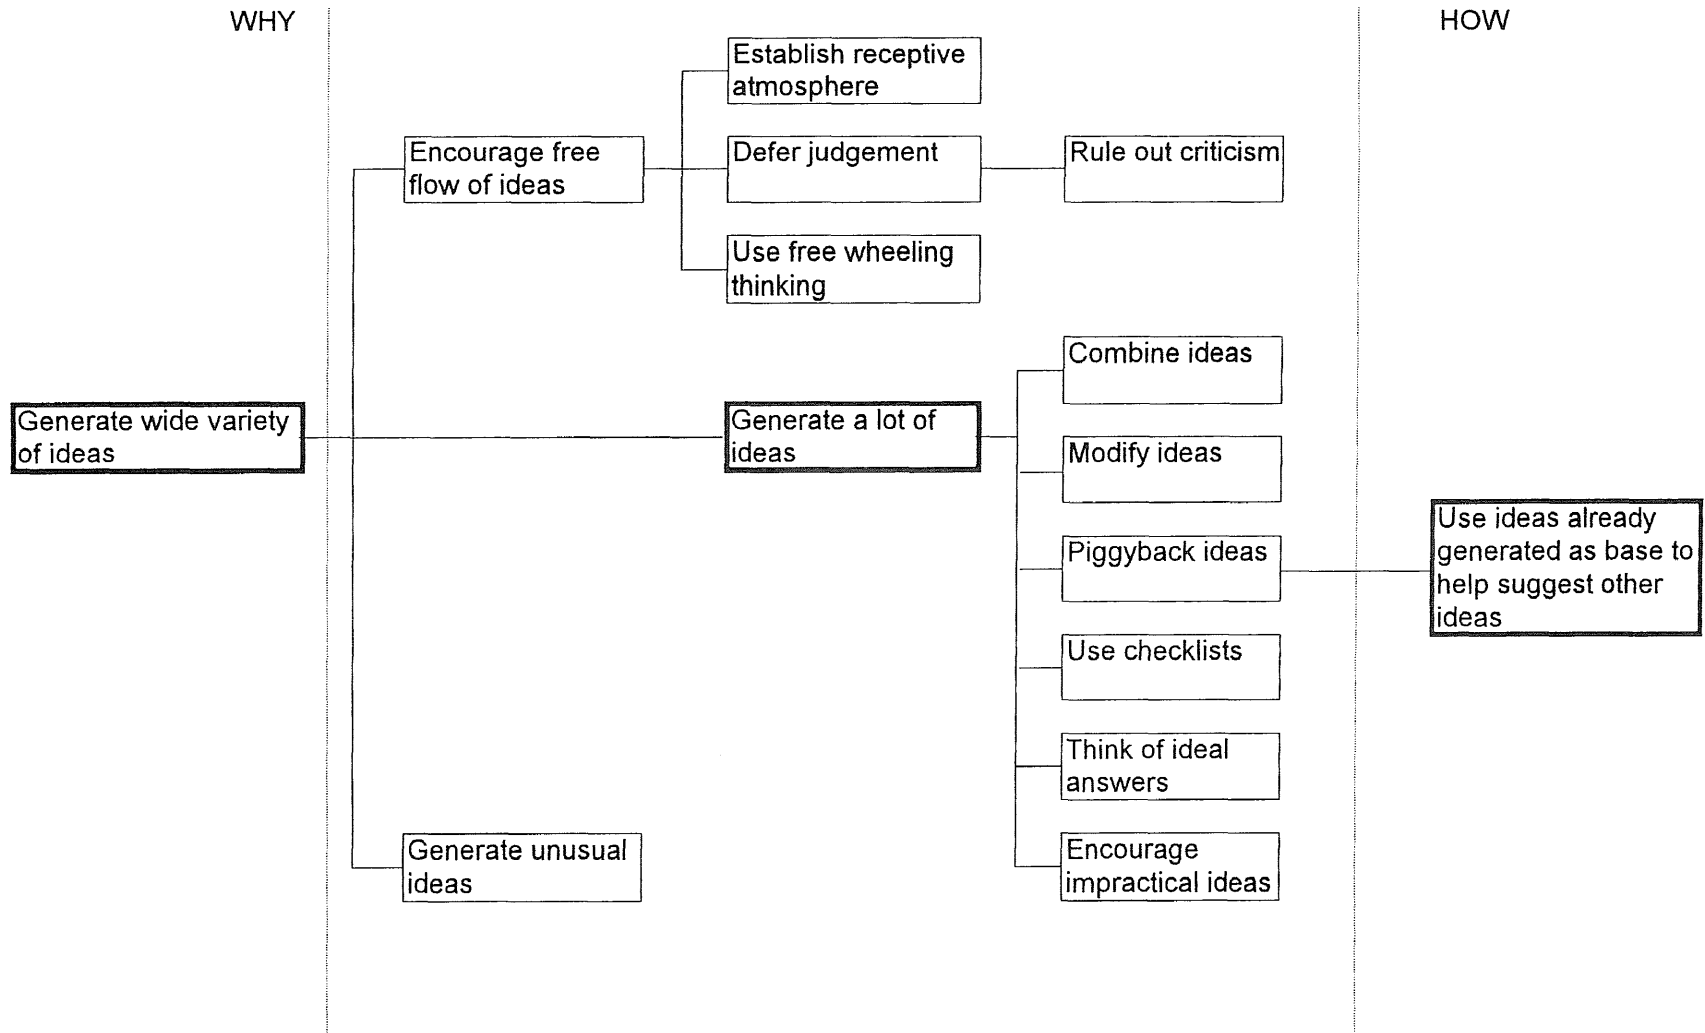 WHY
HOW
Establish receptive
atmosphere
Encourage free
flow of ideas
Defer judgement
Rule out criticism
Use free wheeling
thinking
Combine ideas
Generate wide variety
of ideas
Generate a lot of
ideas
Modify ideas
Piggyback ideas
Use ideas already
generated as base to
help suggest other
ideas
Use checklists
Think of ideal
answers
Generate unusual
ideas
Encourage
impractical ideas